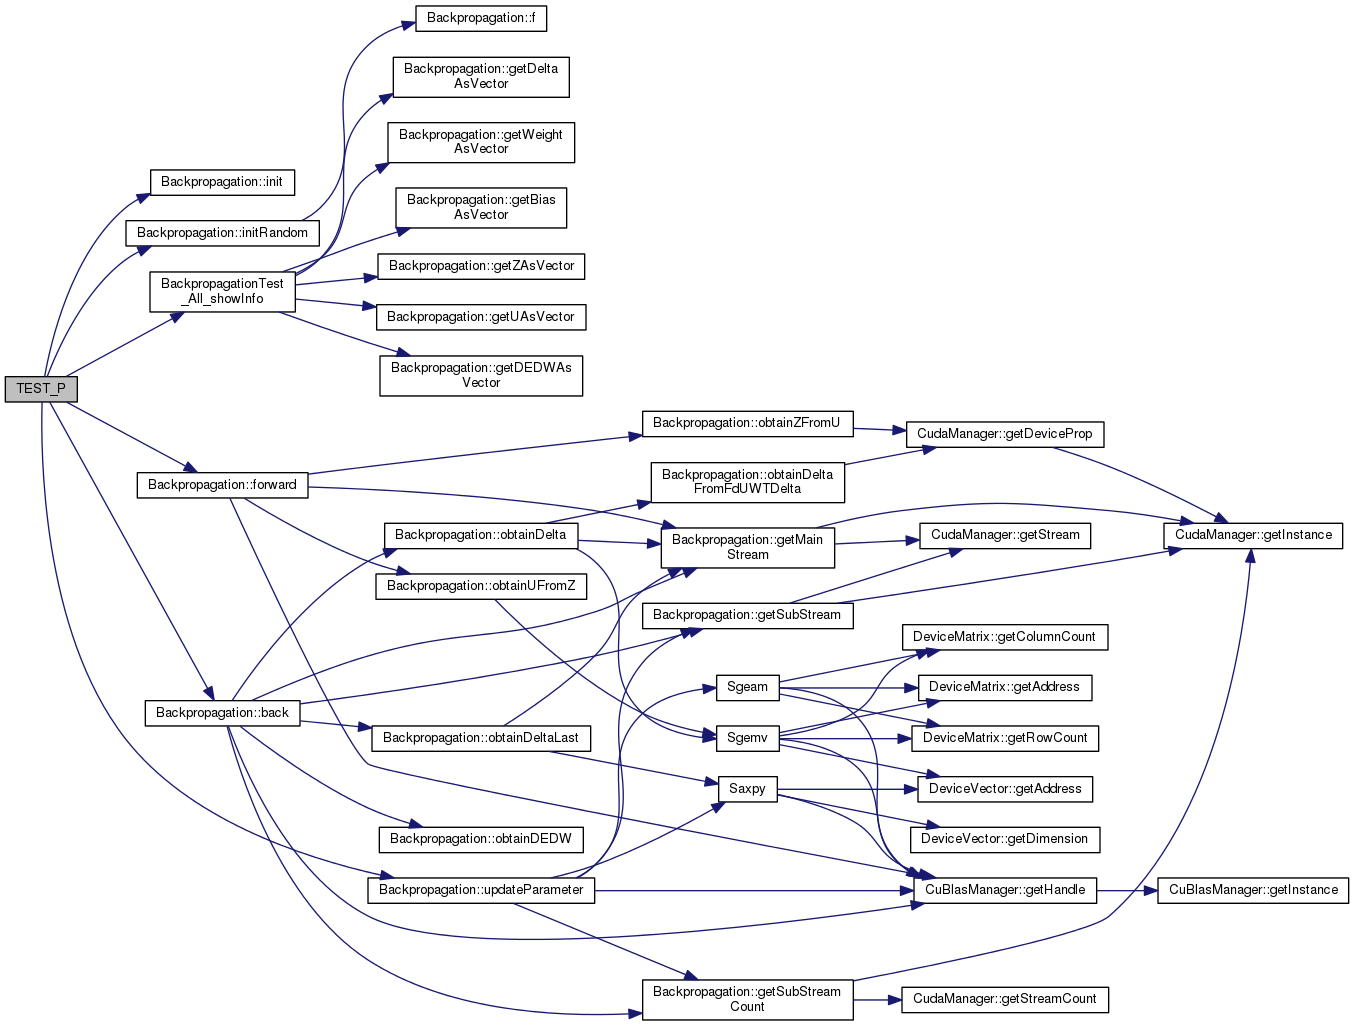 Backpropagation::f
Backpropagation::getDelta
AsVector
Backpropagation::getWeight
AsVector
Backpropagation::init
Backpropagation::getBias
AsVector
Backpropagation::initRandom
Backpropagation::getZAsVector
BackpropagationTest
_All_showInfo
Backpropagation::getUAsVector
Backpropagation::getDEDWAs
Vector
TEST_P
Backpropagation::obtainZFromU
CudaManager::getDeviceProp
Backpropagation::forward
Backpropagation::obtainDelta
FromFdUWTDelta
Backpropagation::obtainDelta
Backpropagation::getMain
Stream
CudaManager::getStream
CudaManager::getInstance
Backpropagation::obtainUFromZ
Backpropagation::getSubStream
DeviceMatrix::getColumnCount
Sgeam
DeviceMatrix::getAddress
Backpropagation::back
Backpropagation::obtainDeltaLast
Sgemv
DeviceMatrix::getRowCount
Saxpy
DeviceVector::getAddress
Backpropagation::obtainDEDW
DeviceVector::getDimension
Backpropagation::updateParameter
CuBlasManager::getHandle
CuBlasManager::getInstance
Backpropagation::getSubStream
Count
CudaManager::getStreamCount